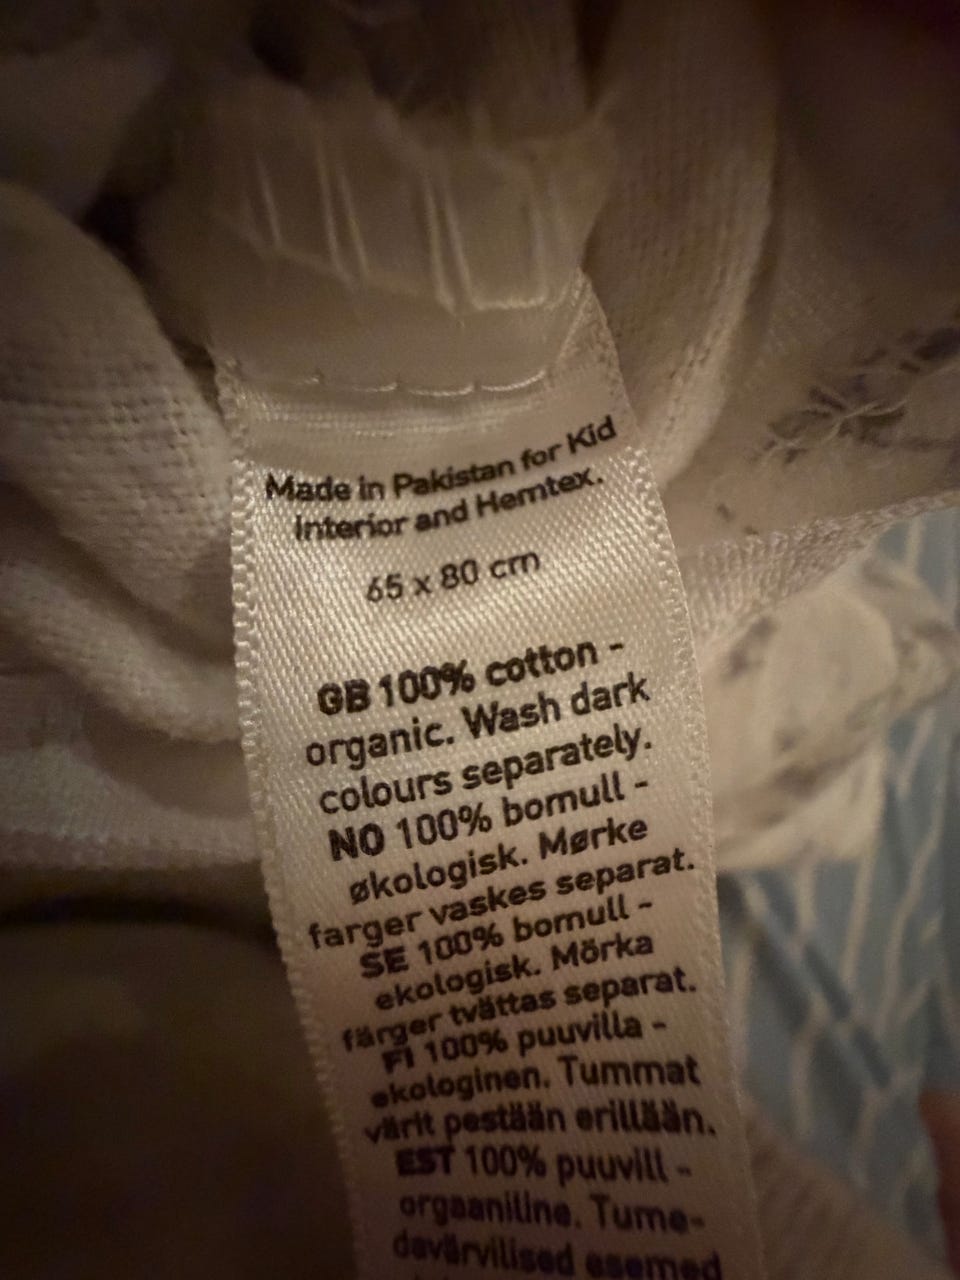 Made in Pakistan for Kid
Interior and Hemtex.
65 x 80 cm
GB 100% cotton -
organic. Wash dark
colours separately.
NO 100% bomull -
økologisk. Mørke
farger vaskes separat.
SE 100% bomull -
ekologisk. Mörka
färger tvättas separat.
FI 100% puuvilla -
ekologinen. Tummat
värit pestään erillään.
EST 100% puuvill -
orgaaniline. Tume-
davärvilised esemed